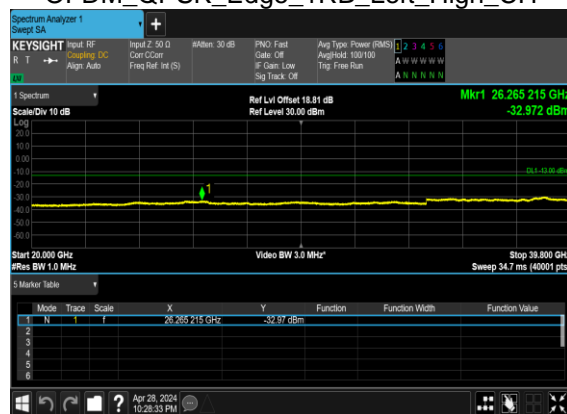 OFDM_QPSK_Edge_1RB_Left_High_CH
Spectrum Analyzer 1
Swept SA
+
KEYSIGHT Input: RF Input Z: 50 Ω #Atten: 30 dB PNO: Fast Avg Type: Power (RMS) 1 2 3 4 5 6
R T Coupling: DC Corr CCorr Gate: Off Avg|Hold: 100/100 A W W W W W
Align: Auto Freq Ref: Int (S) IF Gain: Low Trig: Free Run
LW Sig Track: Off A N N N N N
1 Spectrum Ref Lvl Offset 18.81 dB Mkr1 26.265 215 GHz
Scale/Div 10 dB Ref Level 30.00 dBm -32.972 dBm
Log
20.0
10.0
0.00
-10.0
DL1 -13.00 dBm
-20.0
1
-30.0
-40.0
-50.0
-60.0
Start 20.000 GHz Video BW 3.0 MHz* Stop 39.800 GHz
#Res BW 1.0 MHz Sweep 34.7 ms (40001 pts)
5 Marker Table
Mode Trace Scale X Y Function Function Width Function Value
1 N 1 f 26.265 215 GHz -32.97 dBm
2
3
4
5
6
? Apr 28, 2024
10:28:33 PM